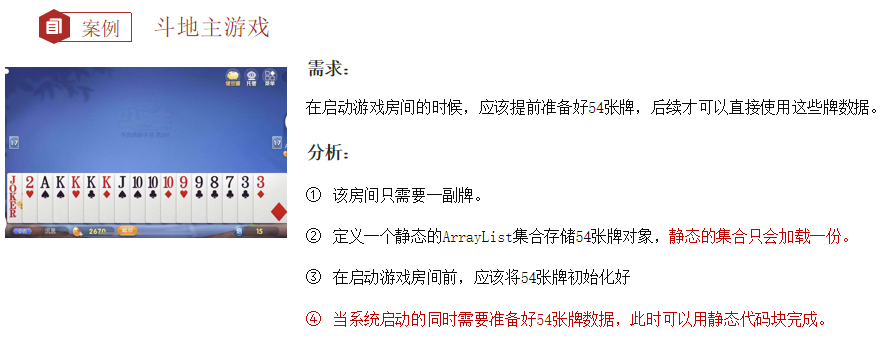 案例 斗地主游戏
需求：
在启动游戏房间的时候，应该提前准备好54张牌，后续才可以直接使用这些牌数据。
分析：
① 该房间只需要一副牌。
② 定义一个静态的ArrayList集合存储54张牌对象，静态的集合只会加载一份。
③ 在启动游戏房间前，应该将54张牌初始化好
④ 当系统启动的同时需要准备好54张牌数据，此时可以用静态代码块完成。
17 17
JOKER 2 A K K K K J 10 10 10 9 9 8 7 3 3
2670 15